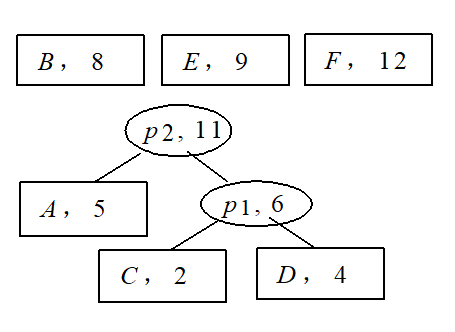 B， 8 E， 9 F， 12
p2, 11
A， 5 p1, 6
C， 2 D， 4